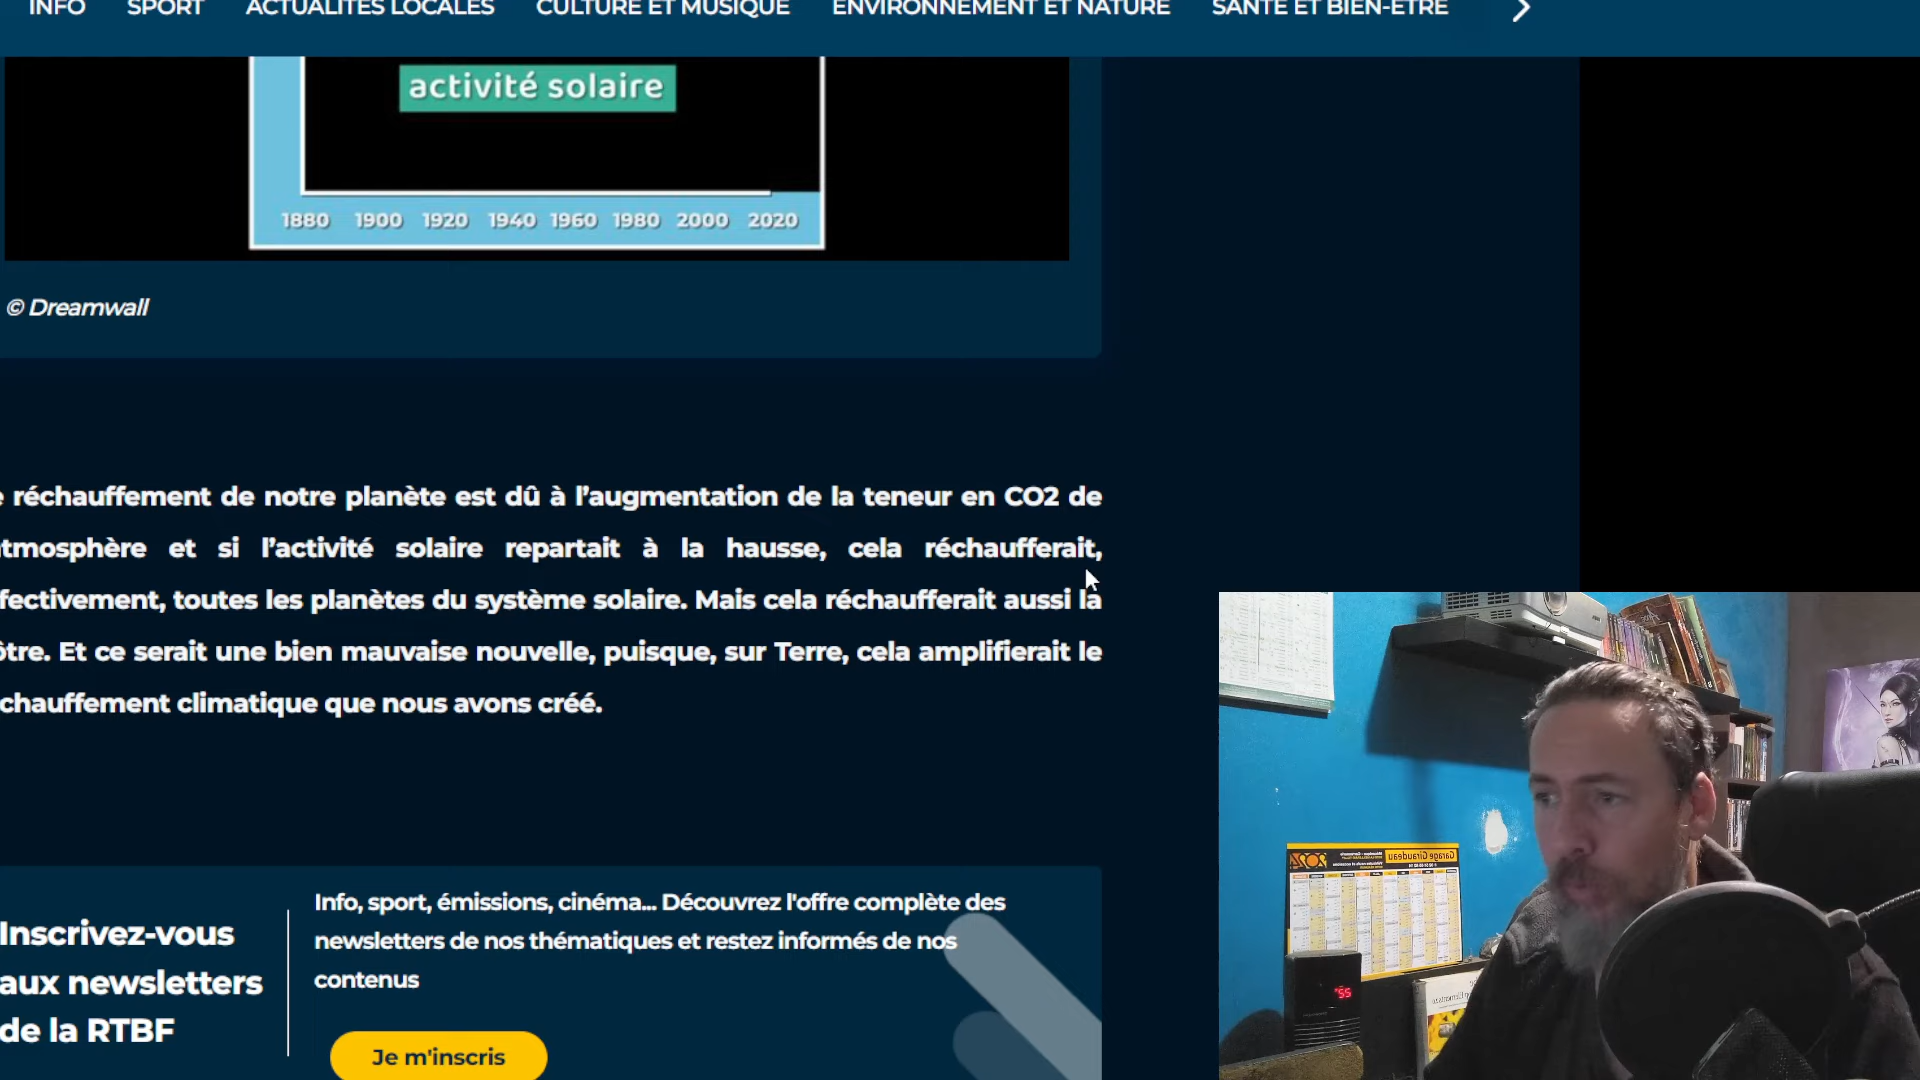 INFO SPORT ACTUALITÉS LOCALES CULTURE ET MUSIQUE ENVIRONNEMENT ET NATURE SANTÉ ET BIEN-ÊTRE
activité solaire
1880 1900 1920 1940 1960 1980 2000 2020
© Dreamwall
réchauffement de notre planète est dû à l’augmentation de la teneur en CO2 de
tmosphère et si l’activité solaire repartait à la hausse, cela réchaufferait,
fectivement, toutes les planètes du système solaire. Mais cela réchaufferait aussi la
ôtre. Et ce serait une bien mauvaise nouvelle, puisque, sur Terre, cela amplifierait le
chauffement climatique que nous avons créé.
Inscrivez-vous
aux newsletters
de la RTBF
Info, sport, émissions, cinéma... Découvrez l'offre complète des
newsletters de nos thématiques et restez informés de nos
contenus
Je m'inscris
Garage Giraudeau